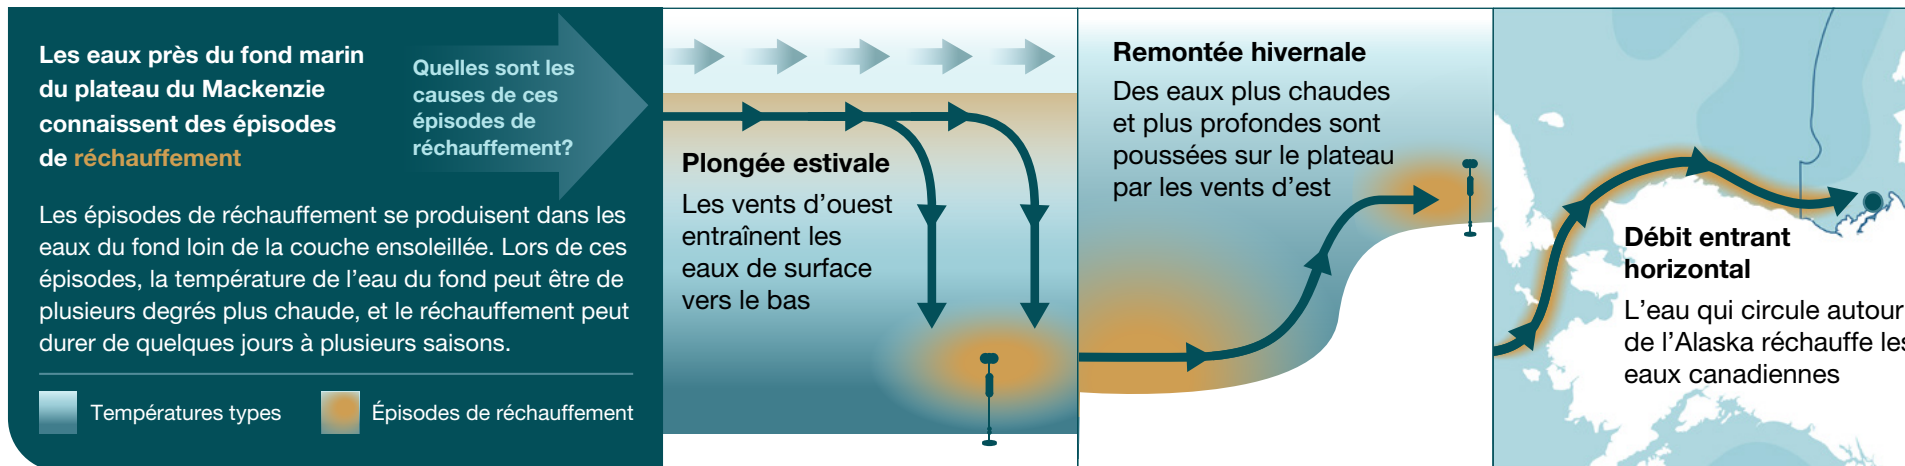 Les eaux près du fond marin
du plateau du Mackenzie
connaissent des épisodes
de réchauffement
Quelles sont les
causes de ces
épisodes de
réchauffement?
Les épisodes de réchauffement se produisent dans les
eaux du fond loin de la couche ensoleillée. Lors de ces
épisodes, la température de l'eau du fond peut être de
plusieurs degrés plus chaude, et le réchauffement peut
durer de quelques jours à plusieurs saisons.
Températures types
Épisodes de réchauffement
Plongée estivale
Les vents d'ouest
entraînent les
eaux de surface
vers le bas
Remontée hivernale
Des eaux plus chaudes
et plus profondes sont
poussées sur le plateau
par les vents d'est
Débit entrant
horizontal
L'eau qui circule autour
de l'Alaska réchauffe les
eaux canadiennes